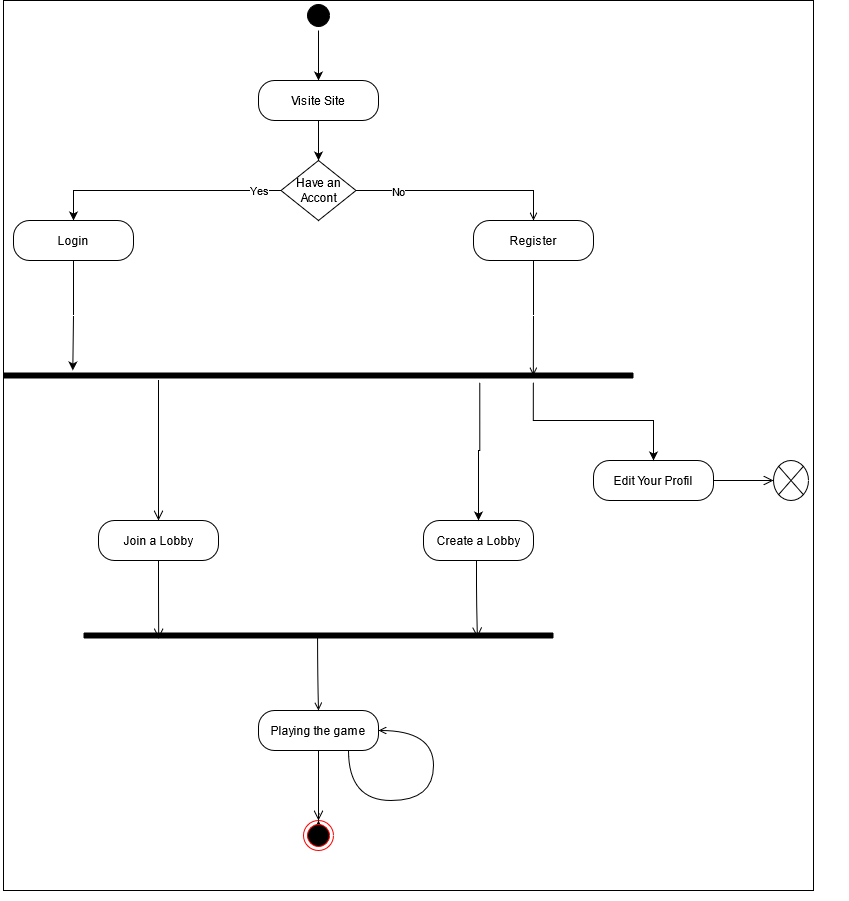 Visite Site
Have an
Accont
Yes
No
Login
Register
Edit Your Profil
Join a Lobby
Create a Lobby
Playing the game